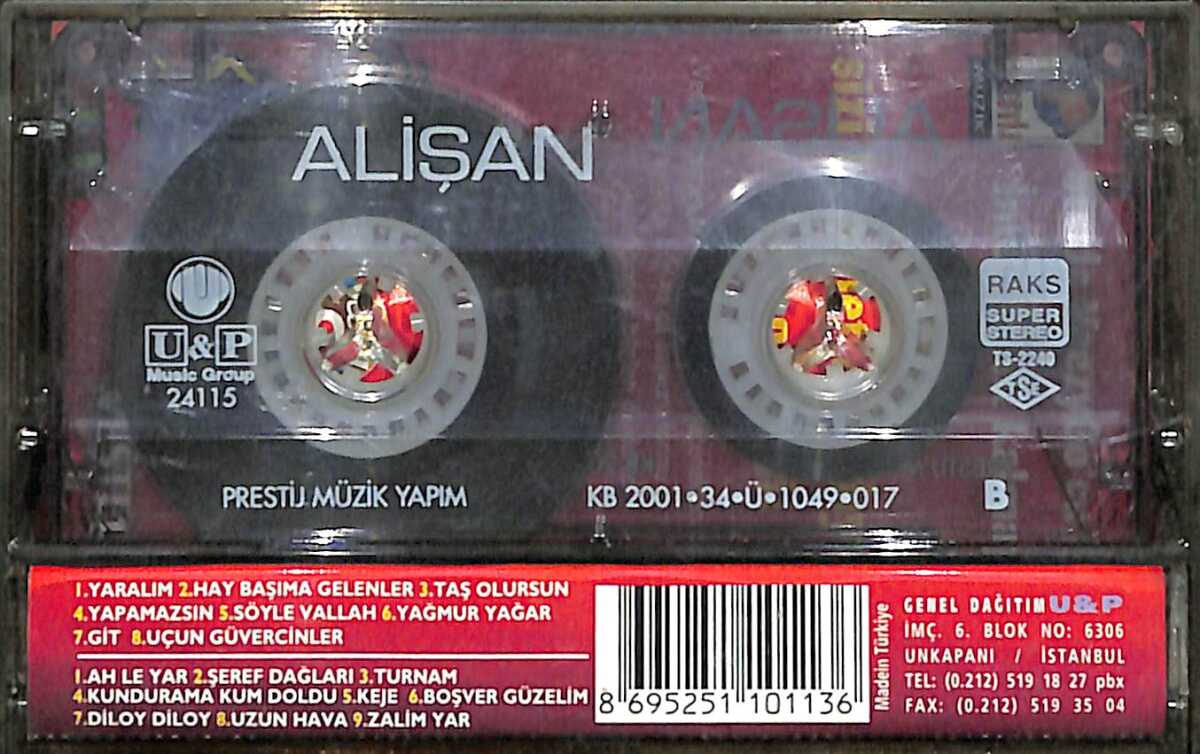 ALİŞAN
U&P
Music Group
24115
RAKS
SUPER
STEREO
TS-2240
TSE
PRESTİJ MÜZİK YAPIM
KB 2001•34•Ü•1049•017
B
1.YARALIM 2.HAY BAŞIMA GELENLER 3.TAŞ OLURSUN
4.YAPAMAZSIN 5.SÖYLE VALLAH 6.YAĞMUR YAĞAR
7.GİT 8.UÇUN GÜVERCİNLER
1.AH LE YAR 2.ŞEREF DAĞLARI 3.TURNAM
4.KUNDURAMA KUM DOLDU 5.KEJE 6.BOŞVER GÜZELİM
7.DİLOY DİLOY 8.UZUN HAVA 9.ZALİM YAR
8 695251 101136
Madein Türkiye
GENEL DAĞITIM U&P
İMÇ. 6. BLOK NO: 6306
UNKAPANI / İSTANBUL
TEL: (0.212) 519 18 27 pbx
FAX: (0.212) 519 35 04